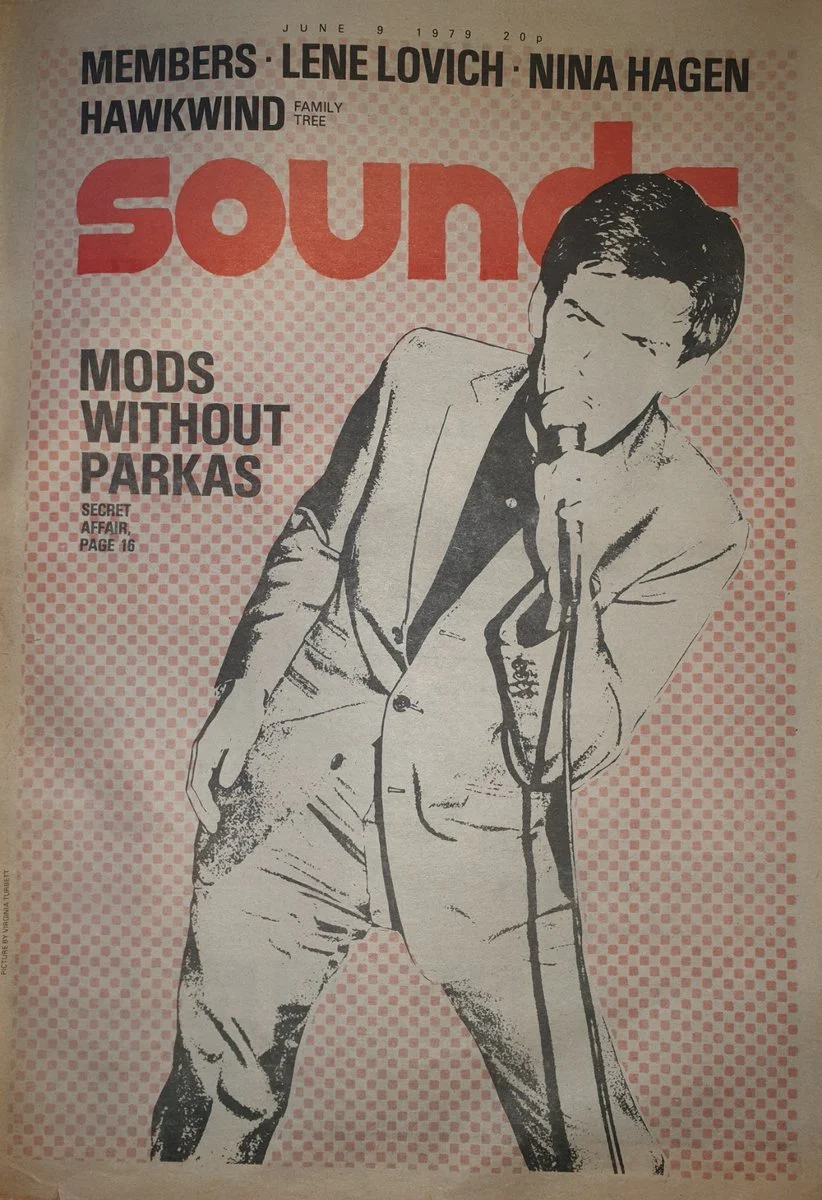 JUNE 9 1979 20p
MEMBERS · LENE LOVICH · NINA HAGEN
HAWKWIND FAMILY TREE
sounds
MODS
WITHOUT
PARKAS
SECRET
AFFAIR,
PAGE 16
PICTURE BY VIRGINIA TURBETT